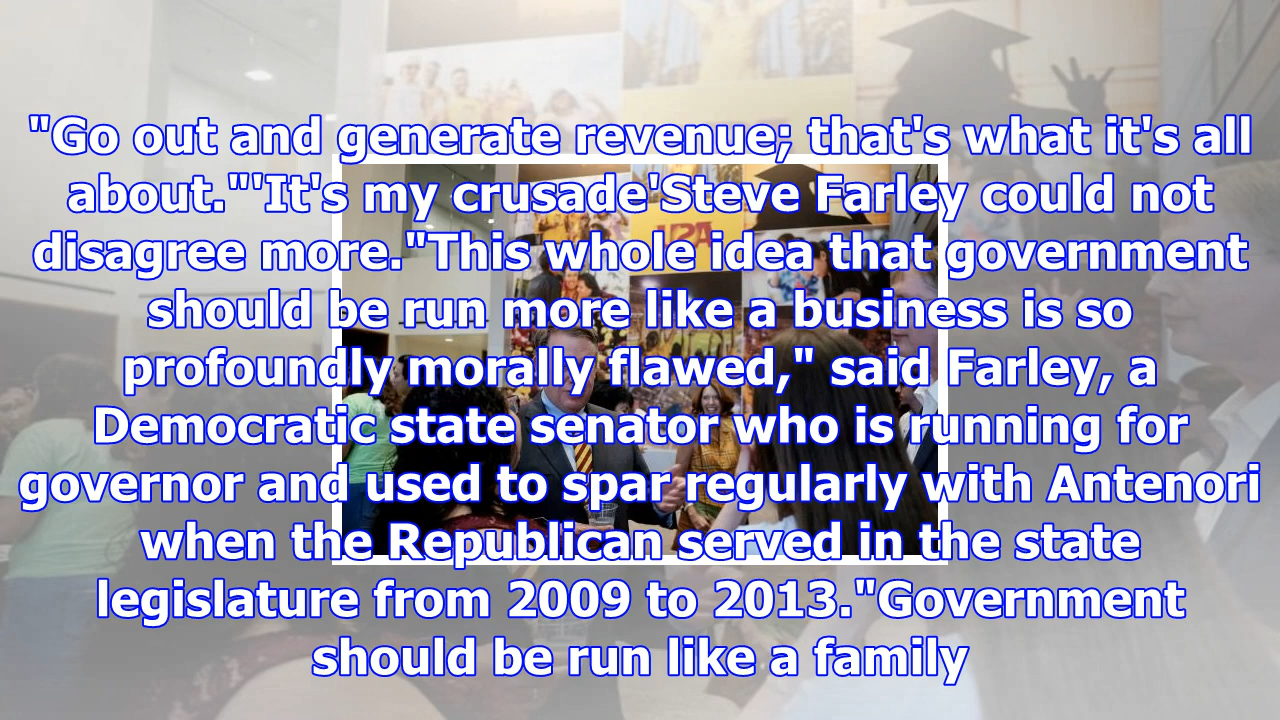 "Go out and generate revenue; that's what it's all
about."'It's my crusade'Steve Farley could not
disagree more."This whole idea that government
should be run more like a business is so
profoundly morally flawed," said Farley, a
Democratic state senator who is running for
governor and used to spar regularly with Antenori
when the Republican served in the state
legislature from 2009 to 2013."Government
should be run like a family